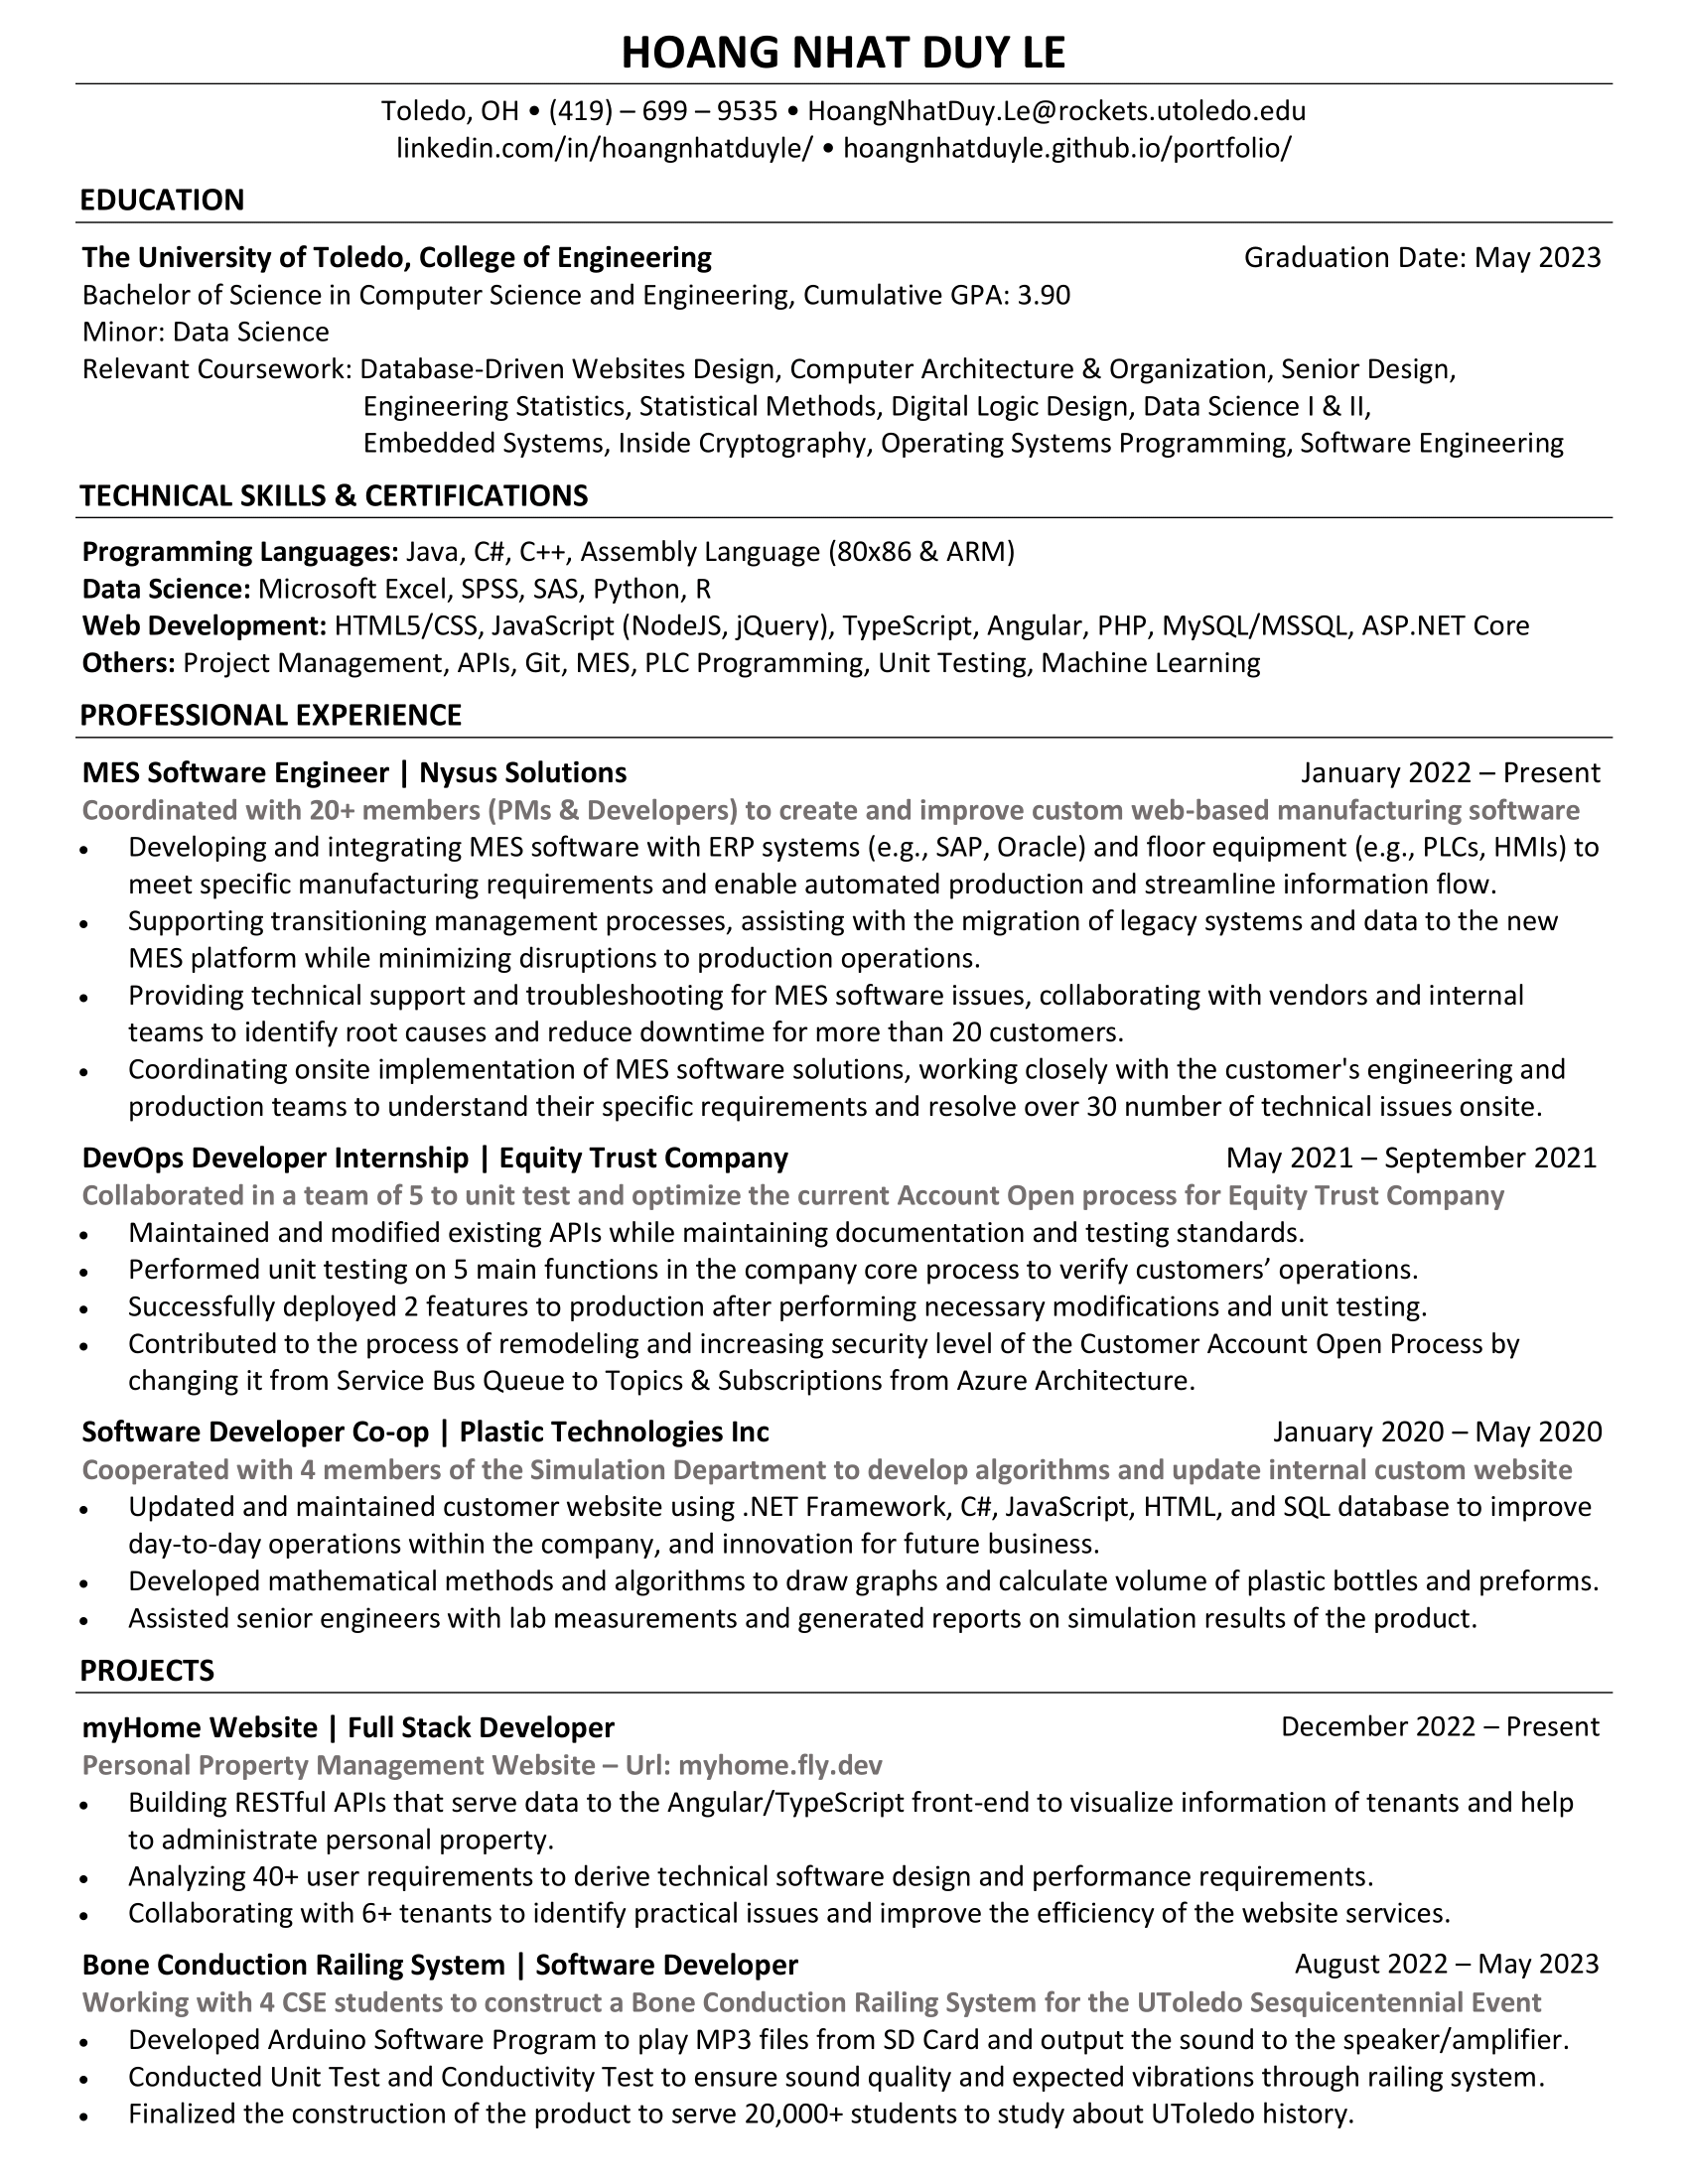 HOANG NHAT DUY LE
Toledo, OH • (419) – 699 – 9535 • HoangNhatDuy.Le@rockets.utoledo.edu
linkedin.com/in/hoangnhatduyle/ • hoangnhatduyle.github.io/portfolio/
EDUCATION
The University of Toledo, College of Engineering Graduation Date: May 2023
Bachelor of Science in Computer Science and Engineering, Cumulative GPA: 3.90
Minor: Data Science
Relevant Coursework: Database-Driven Websites Design, Computer Architecture & Organization, Senior Design,
Engineering Statistics, Statistical Methods, Digital Logic Design, Data Science I & II,
Embedded Systems, Inside Cryptography, Operating Systems Programming, Software Engineering
TECHNICAL SKILLS & CERTIFICATIONS
Programming Languages: Java, C#, C++, Assembly Language (80x86 & ARM)
Data Science: Microsoft Excel, SPSS, SAS, Python, R
Web Development: HTML5/CSS, JavaScript (NodeJS, jQuery), TypeScript, Angular, PHP, MySQL/MSSQL, ASP.NET Core
Others: Project Management, APIs, Git, MES, PLC Programming, Unit Testing, Machine Learning
PROFESSIONAL EXPERIENCE
MES Software Engineer | Nysus Solutions January 2022 – Present
Coordinated with 20+ members (PMs & Developers) to create and improve custom web-based manufacturing software
• Developing and integrating MES software with ERP systems (e.g., SAP, Oracle) and floor equipment (e.g., PLCs, HMIs) to
meet specific manufacturing requirements and enable automated production and streamline information flow.
• Supporting transitioning management processes, assisting with the migration of legacy systems and data to the new
MES platform while minimizing disruptions to production operations.
• Providing technical support and troubleshooting for MES software issues, collaborating with vendors and internal
teams to identify root causes and reduce downtime for more than 20 customers.
• Coordinating onsite implementation of MES software solutions, working closely with the customer's engineering and
production teams to understand their specific requirements and resolve over 30 number of technical issues onsite.
DevOps Developer Internship | Equity Trust Company May 2021 – September 2021
Collaborated in a team of 5 to unit test and optimize the current Account Open process for Equity Trust Company
• Maintained and modified existing APIs while maintaining documentation and testing standards.
• Performed unit testing on 5 main functions in the company core process to verify customers’ operations.
• Successfully deployed 2 features to production after performing necessary modifications and unit testing.
• Contributed to the process of remodeling and increasing security level of the Customer Account Open Process by
changing it from Service Bus Queue to Topics & Subscriptions from Azure Architecture.
Software Developer Co-op | Plastic Technologies Inc January 2020 – May 2020
Cooperated with 4 members of the Simulation Department to develop algorithms and update internal custom website
• Updated and maintained customer website using .NET Framework, C#, JavaScript, HTML, and SQL database to improve
day-to-day operations within the company, and innovation for future business.
• Developed mathematical methods and algorithms to draw graphs and calculate volume of plastic bottles and preforms.
• Assisted senior engineers with lab measurements and generated reports on simulation results of the product.
PROJECTS
myHome Website | Full Stack Developer December 2022 – Present
Personal Property Management Website – Url: myhome.fly.dev
• Building RESTful APIs that serve data to the Angular/TypeScript front-end to visualize information of tenants and help
to administrate personal property.
• Analyzing 40+ user requirements to derive technical software design and performance requirements.
• Collaborating with 6+ tenants to identify practical issues and improve the efficiency of the website services.
Bone Conduction Railing System | Software Developer August 2022 – May 2023
Working with 4 CSE students to construct a Bone Conduction Railing System for the UToledo Sesquicentennial Event
• Developed Arduino Software Program to play MP3 files from SD Card and output the sound to the speaker/amplifier.
• Conducted Unit Test and Conductivity Test to ensure sound quality and expected vibrations through railing system.
• Finalized the construction of the product to serve 20,000+ students to study about UToledo history.